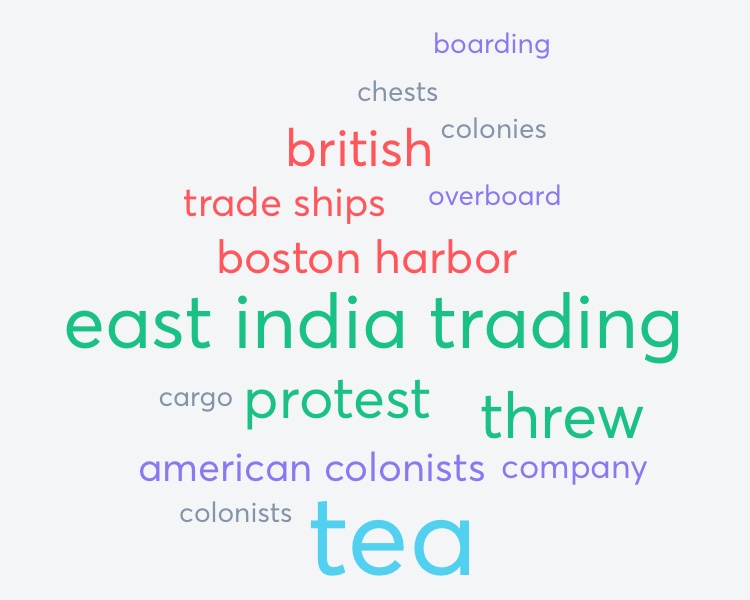 boarding
chests
colonies
british
trade ships
overboard
boston harbor
east india trading
cargo
protest
threw
american colonists
company
colonists
tea